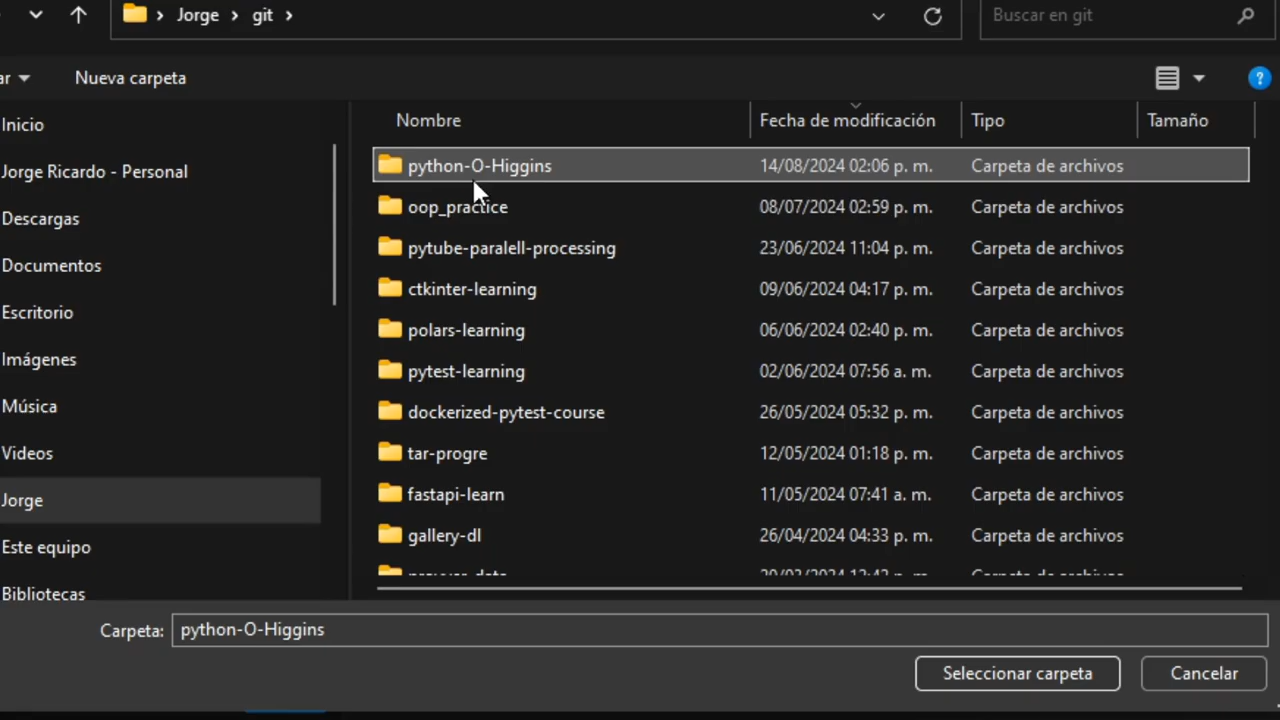 Jorge > git >
Buscar en git
ar
Nueva carpeta
?
Inicio
Jorge Ricardo - Personal
Descargas
Documentos
Escritorio
Imágenes
Música
Videos
Jorge
Este equipo
Bibliotecas
Nombre Fecha de modificación Tipo Tamaño
python-O-Higgins 14/08/2024 02:06 p. m. Carpeta de archivos
oop_practice 08/07/2024 02:59 p. m. Carpeta de archivos
pytube-paralell-processing 23/06/2024 11:04 p. m. Carpeta de archivos
ctkinter-learning 09/06/2024 04:17 p. m. Carpeta de archivos
polars-learning 06/06/2024 02:40 p. m. Carpeta de archivos
pytest-learning 02/06/2024 07:56 a. m. Carpeta de archivos
dockerized-pytest-course 26/05/2024 05:32 p. m. Carpeta de archivos
tar-progre 12/05/2024 01:18 p. m. Carpeta de archivos
fastapi-learn 11/05/2024 07:41 a. m. Carpeta de archivos
gallery-dl 26/04/2024 04:33 p. m. Carpeta de archivos
Carpeta de archivos
Carpeta: python-O-Higgins
Seleccionar carpeta Cancelar